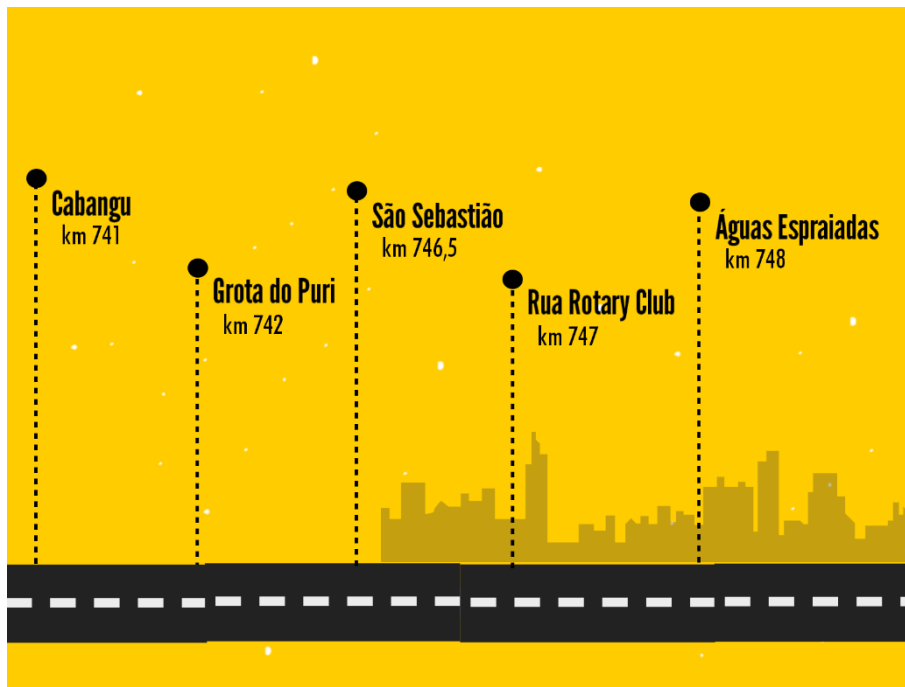 Cabangu
km 741
Grota do Puri
km 742
São Sebastião
km 746,5
Rua Rotary Club
km 747
Águas Espraiadas
km 748